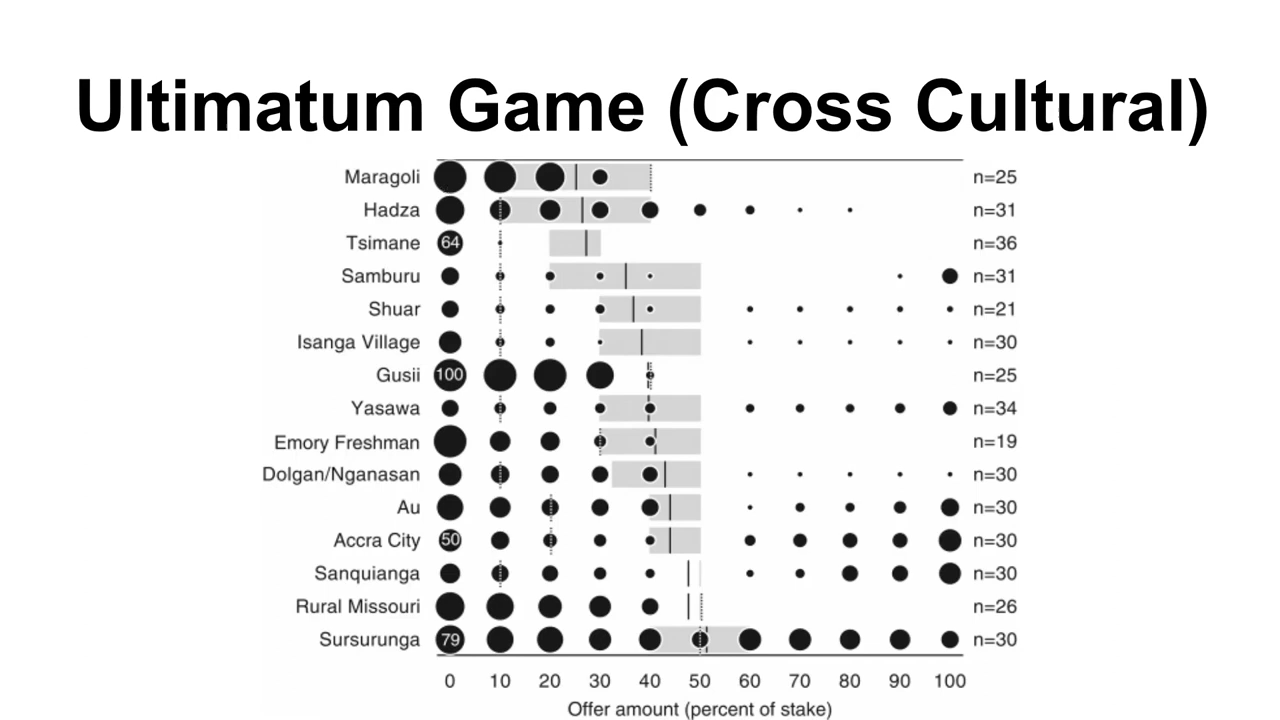 Ultimatum Game (Cross Cultural)
Maragoli n=25
Hadza n=31
Tsimane 64 n=36
Samburu n=31
Shuar n=21
Isanga Village n=30
Gusii 100 n=25
Yasawa n=34
Emory Freshman n=19
Dolgan/Nganasan n=30
Au n=30
Accra City 50 n=30
Sanquianga n=30
Rural Missouri n=26
Sursurunga 79 n=30
0 10 20 30 40 50 60 70 80 90 100
Offer amount (percent of stake)